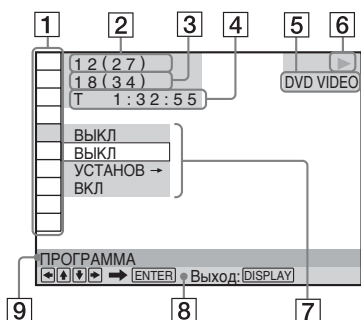 1 2 3 5 6
12(27)
18(34) 4
T 1:32:55 DVD VIDEO
ВЫКЛ
ВЫКЛ
УСТАНОВ →
ВКЛ
ПРОГРАММА
ENTER Выход: DISPLAY
9 8 7